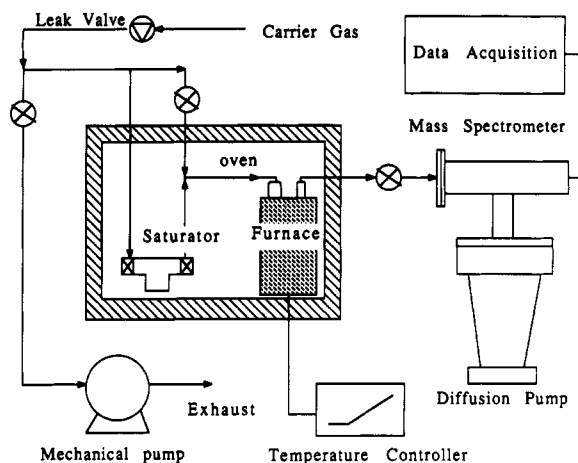 Leak Valve
Carrier Gas
Data Acquisition
Mass Spectrometer
oven
Saturator
Furnace
Exhaust
Diffusion Pump
Mechanical pump
Temperature Controller